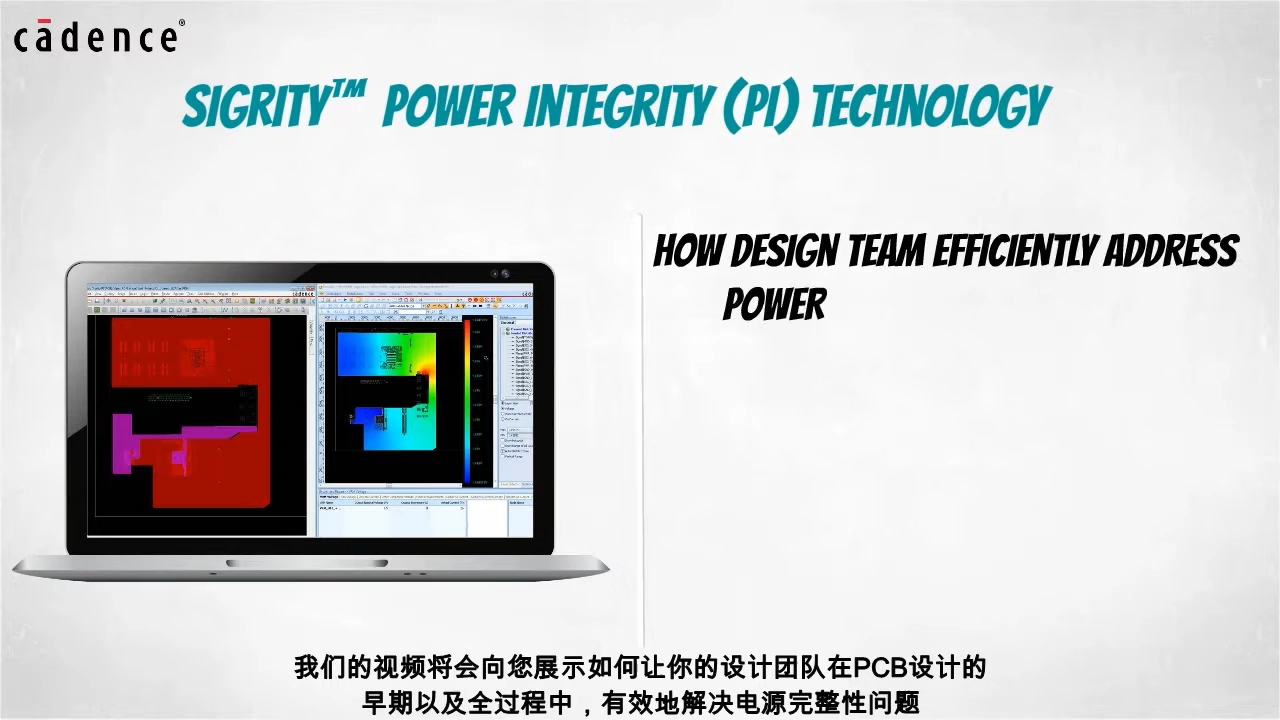 cādence®
SIGRITY™ POWER INTEGRITY (PI) TECHNOLOGY
HOW DESIGN TEAM EFFICIENTLY ADDRESS
POWER
cādence
我们的视频将会向您展示如何让你的设计团队在PCB设计的
早期以及全过程中，有效地解决电源完整性问题